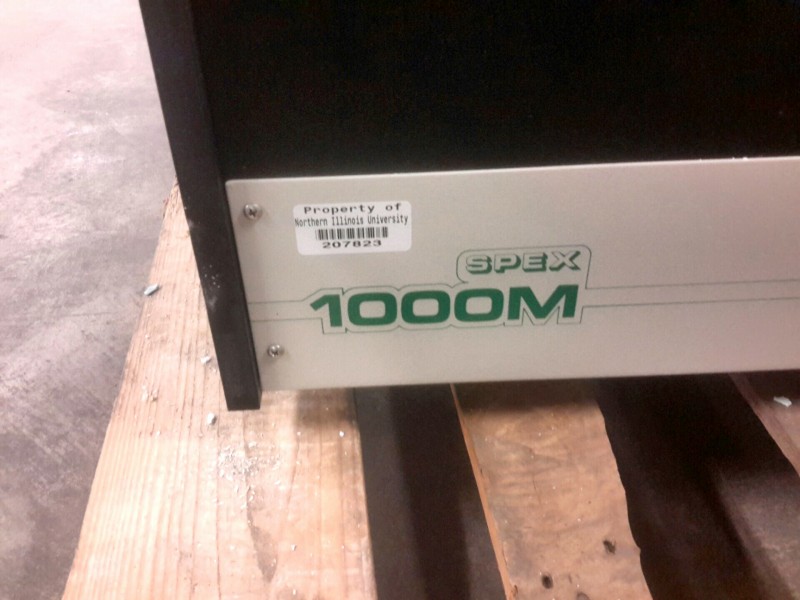 Property of
Northern Illinois University
207823
SPEX
1000M